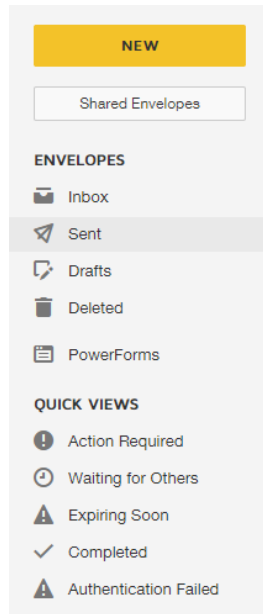 NEW
Shared Envelopes
ENVELOPES
Inbox
Sent
Drafts
Deleted
PowerForms
QUICK VIEWS
Action Required
Waiting for Others
Expiring Soon
Completed
Authentication Failed